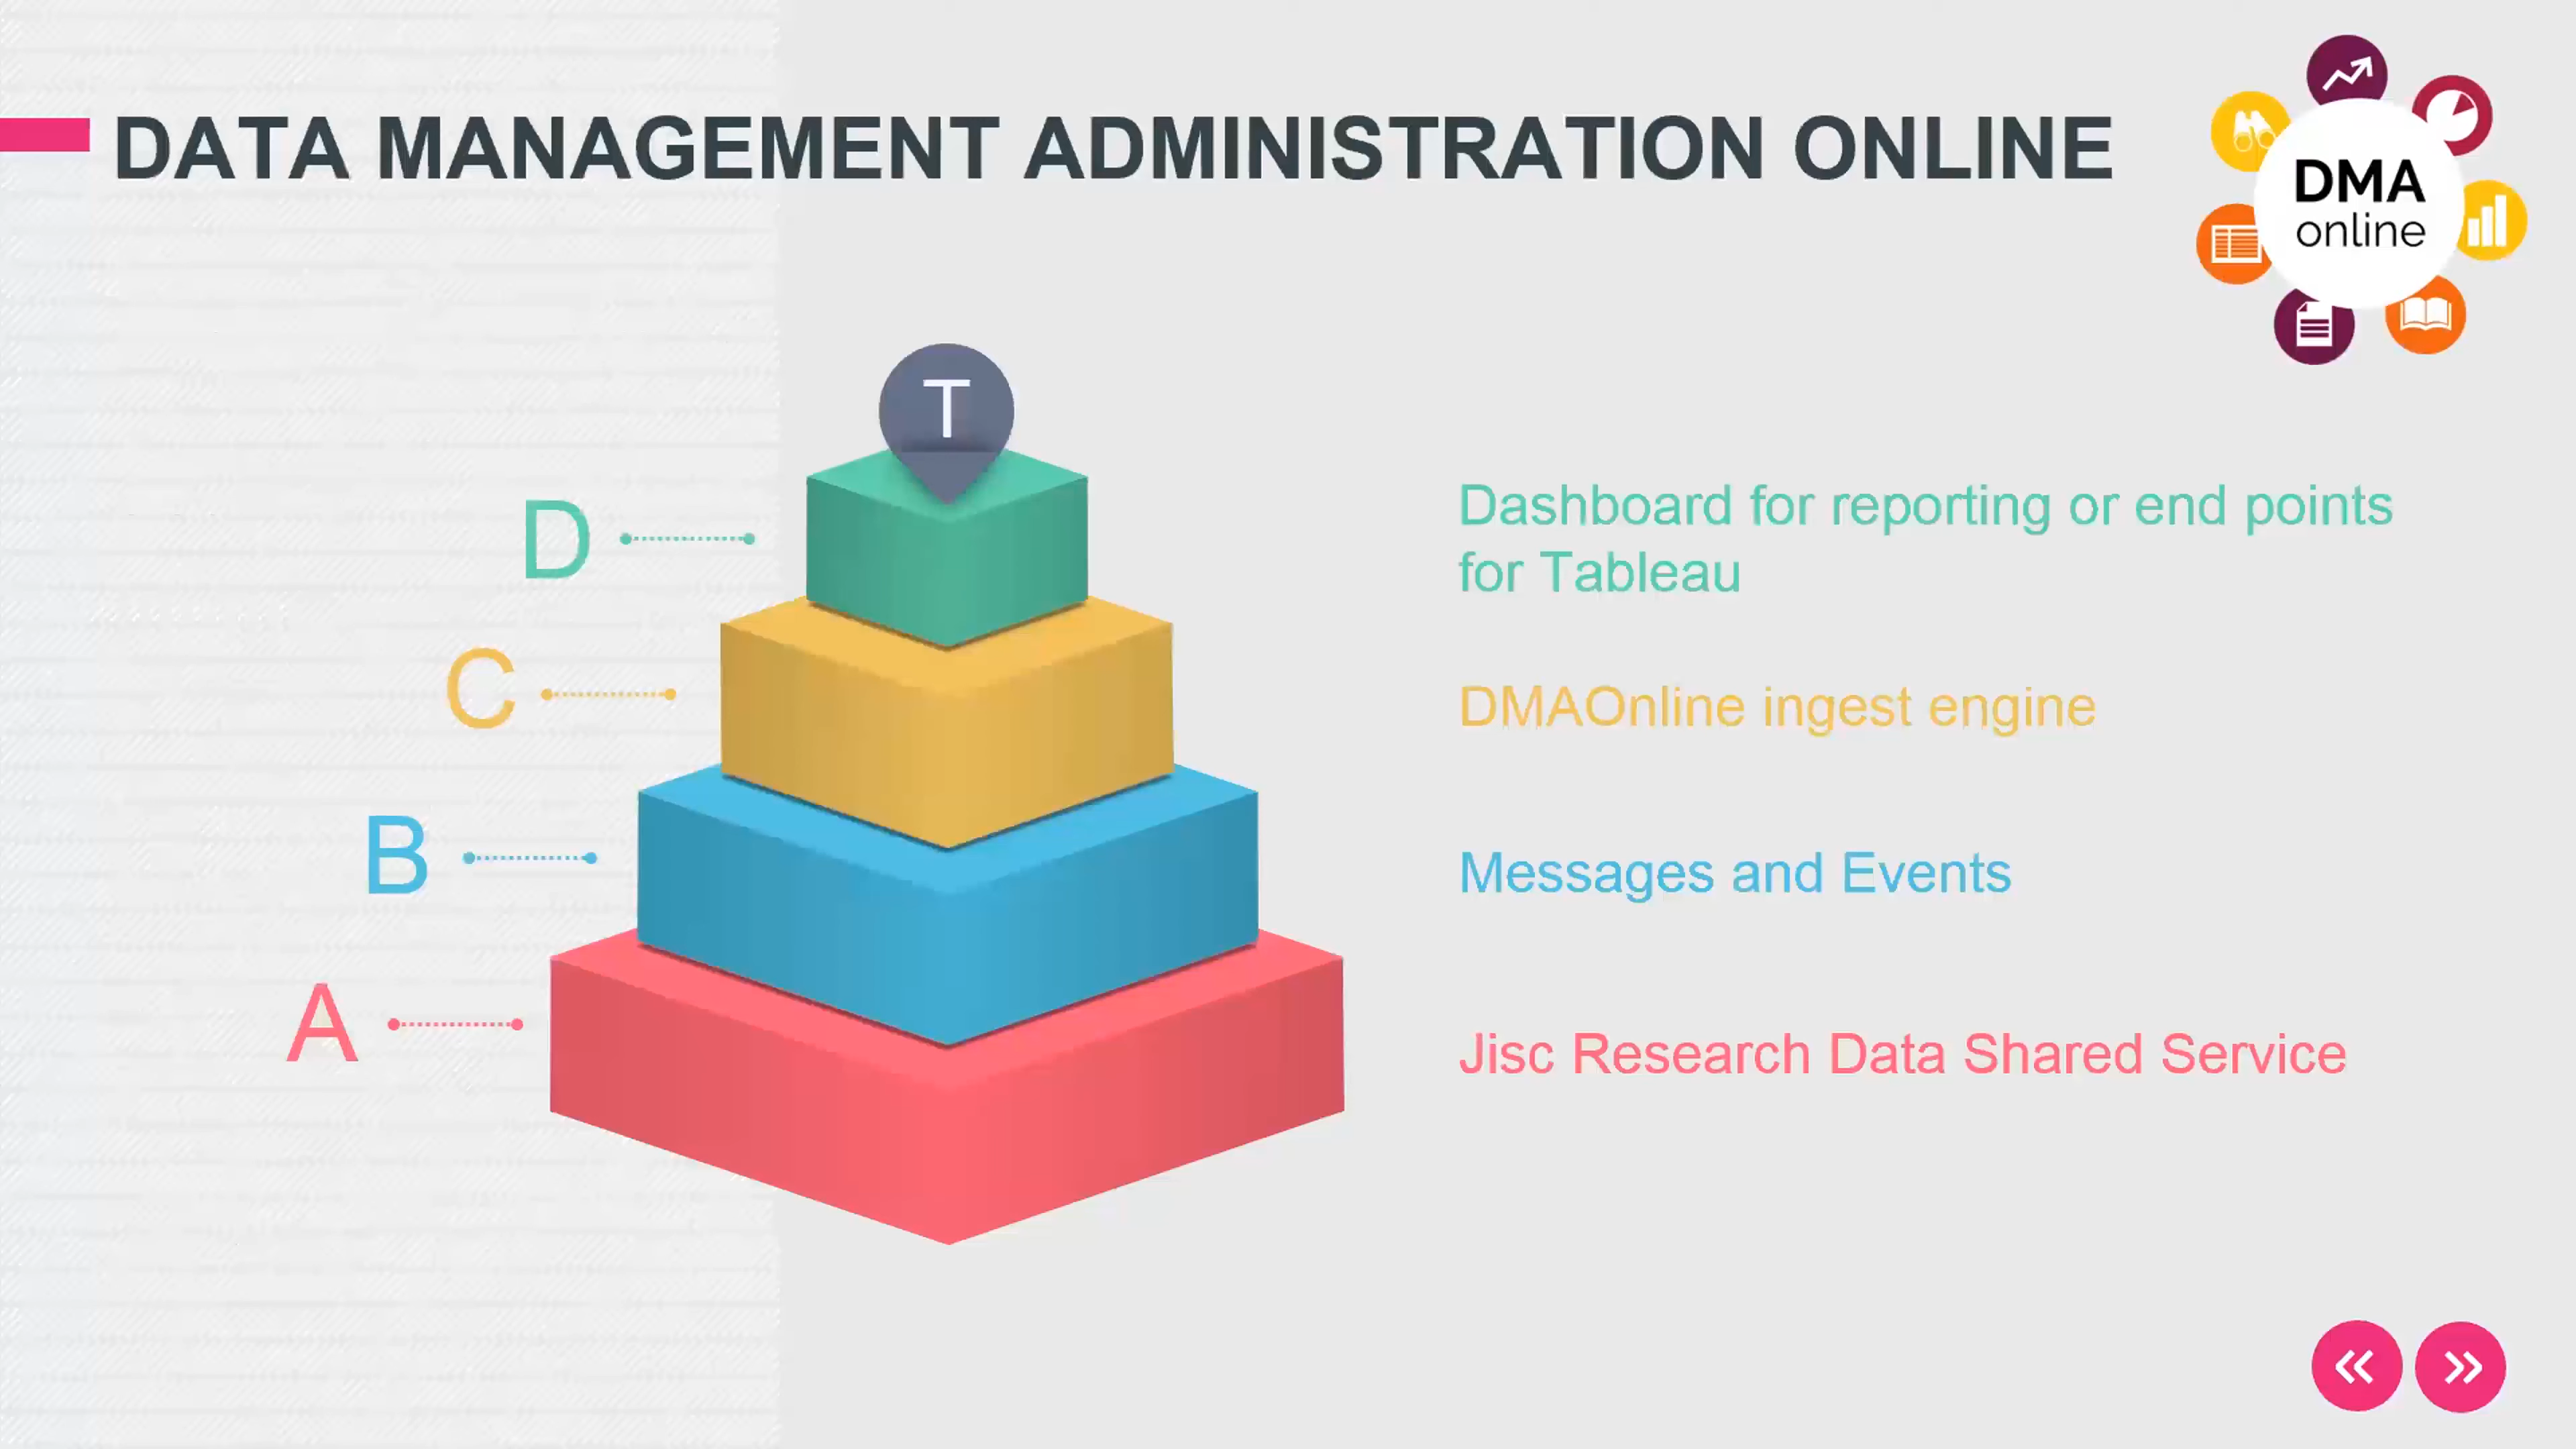 DATA MANAGEMENT ADMINISTRATION ONLINE
DMA
online
T
D
Dashboard for reporting or end points
for Tableau
C
DMAOnline ingest engine
B
Messages and Events
A
Jisc Research Data Shared Service